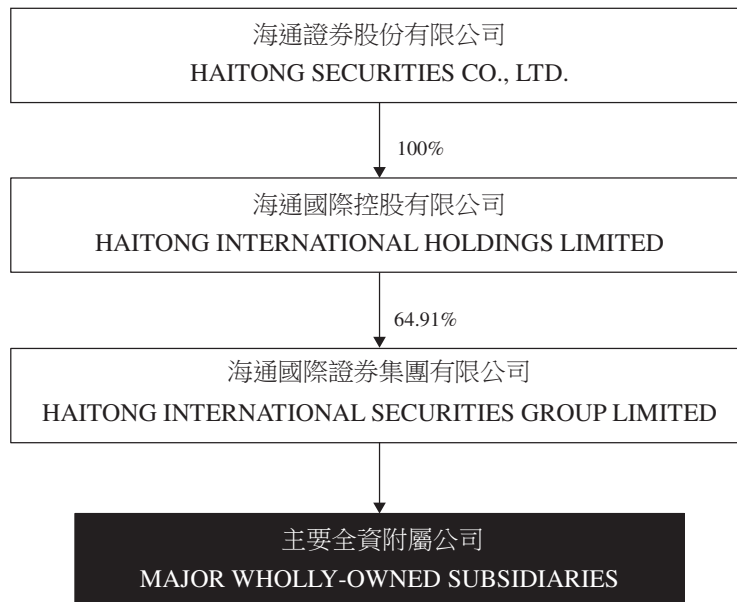 海通證券股份有限公司
HAITONG SECURITIES CO., LTD.
100%
海通國際控股有限公司
HAITONG INTERNATIONAL HOLDINGS LIMITED
64.91%
海通國際證券集團有限公司
HAITONG INTERNATIONAL SECURITIES GROUP LIMITED
主要全資附屬公司
MAJOR WHOLLY-OWNED SUBSIDIARIES